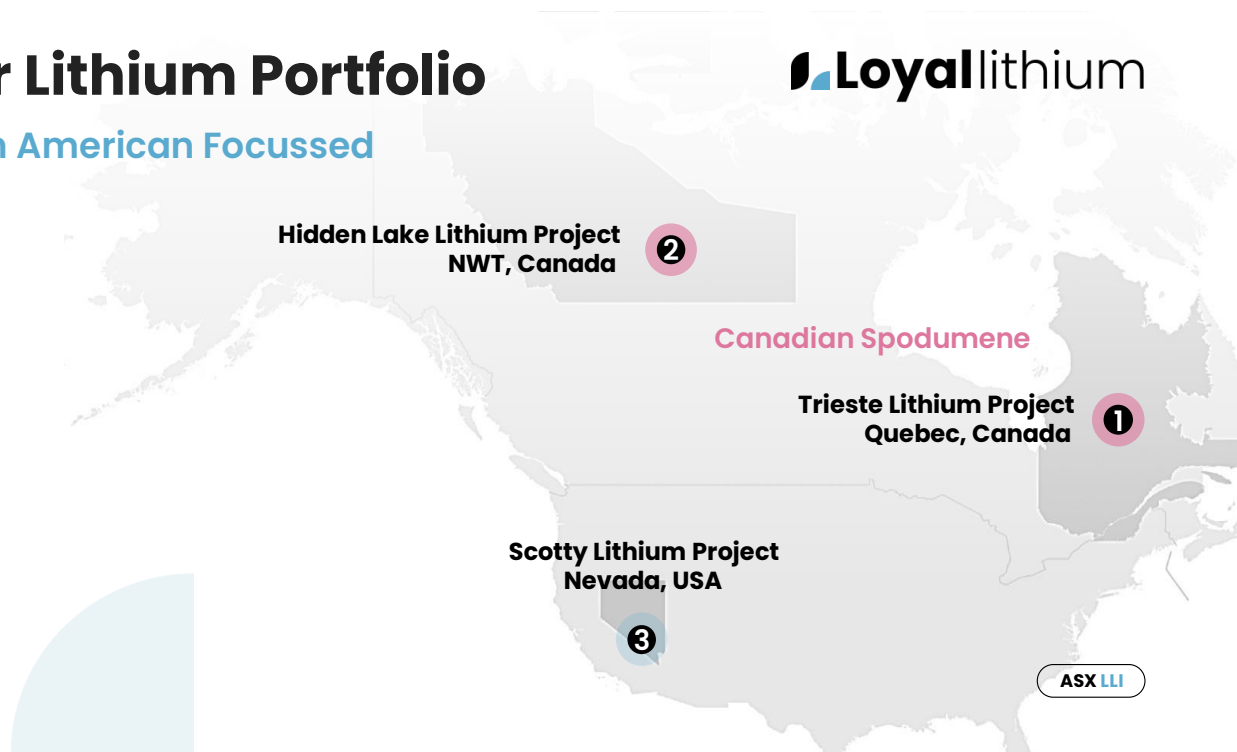 r Lithium Portfolio
Loyallithium
n American Focussed
Hidden Lake Lithium Project
NWT, Canada
2
Canadian Spodumene
Trieste Lithium Project
Quebec, Canada
1
Scotty Lithium Project
Nevada, USA
3
ASX LLI